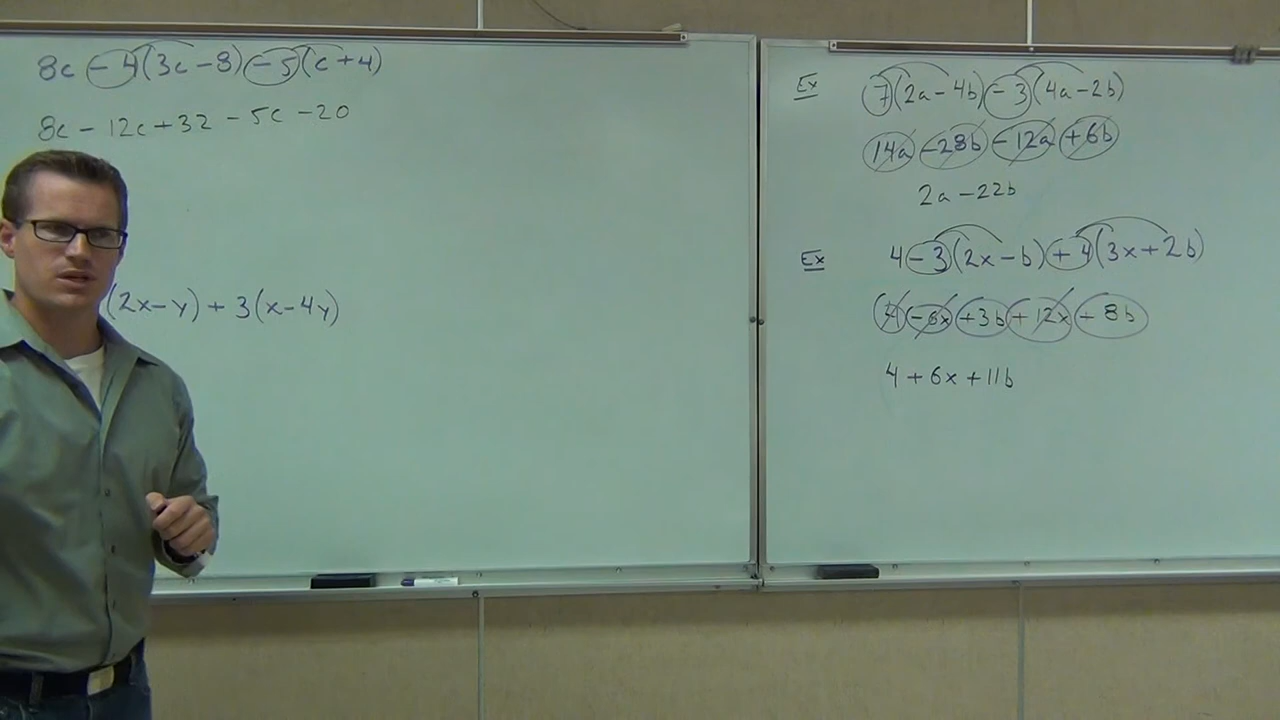 8c - 4(3c - 8) - 5(c + 4)
8c - 12c + 32 - 5c - 20
(2x - y) + 3(x - 4y)
Ex 7(2a - 4b) - 3(4a - 2b)
14a - 28b - 12a + 6b
2a - 22b
Ex 4 - 3(2x - b) + 4(3x + 2b)
4 - 6x + 3b + 12x + 8b
4 + 6x + 11b